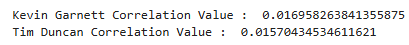 Kevin Garnett Correlation Value :  0.016958263841355875
Tim Duncan Correlation Value :  0.01570434534611621